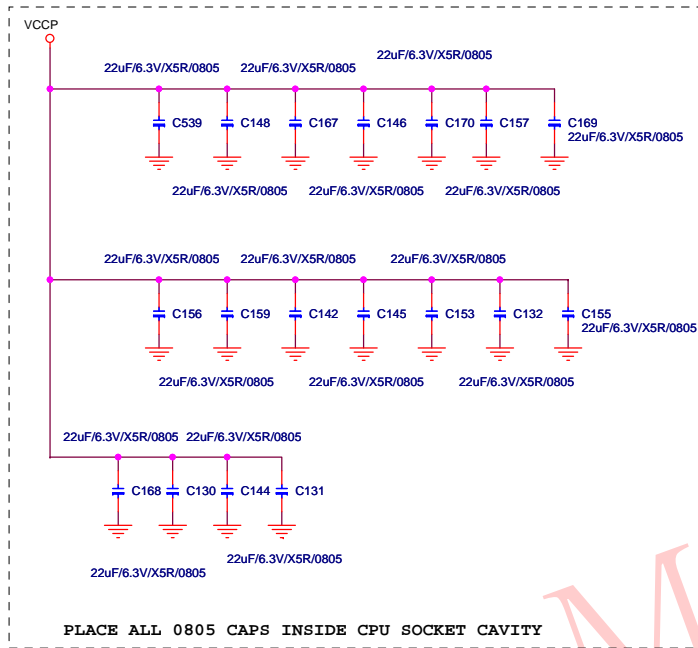 VCCP
22uF/6.3V/X5R/0805 22uF/6.3V/X5R/0805 22uF/6.3V/X5R/0805
C539 C148 C167 C146 C170 C157 C169
22uF/6.3V/X5R/0805
22uF/6.3V/X5R/0805 22uF/6.3V/X5R/0805 22uF/6.3V/X5R/0805
22uF/6.3V/X5R/0805 22uF/6.3V/X5R/0805 22uF/6.3V/X5R/0805
C156 C159 C142 C145 C153 C132 C155
22uF/6.3V/X5R/0805
22uF/6.3V/X5R/0805 22uF/6.3V/X5R/0805 22uF/6.3V/X5R/0805
22uF/6.3V/X5R/0805 22uF/6.3V/X5R/0805
C168 C130 C144 C131
22uF/6.3V/X5R/0805
22uF/6.3V/X5R/0805
PLACE ALL 0805 CAPS INSIDE CPU SOCKET CAVITY
M